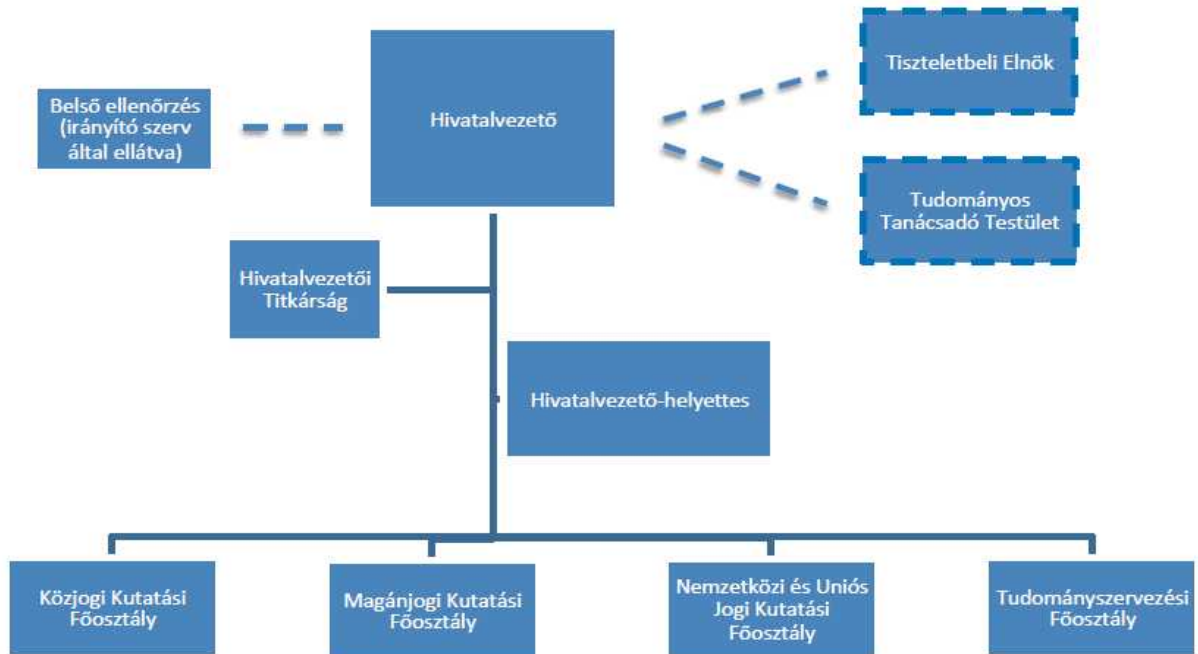 Tiszteletbeli Elnök
Belső ellenőrzés
(irányító szerv
által ellátva)
Hivatalvezető
Tudományos
Tanácsadó Testület
Hivatalvezetői
Titkárság
Hivatalvezető-helyettes
Közjogi Kutatási
Főosztály
Magánjogi Kutatási
Főosztály
Nemzetközi és Uniós
Jogi Kutatási
Főosztály
Tudományszervezési
Főosztály